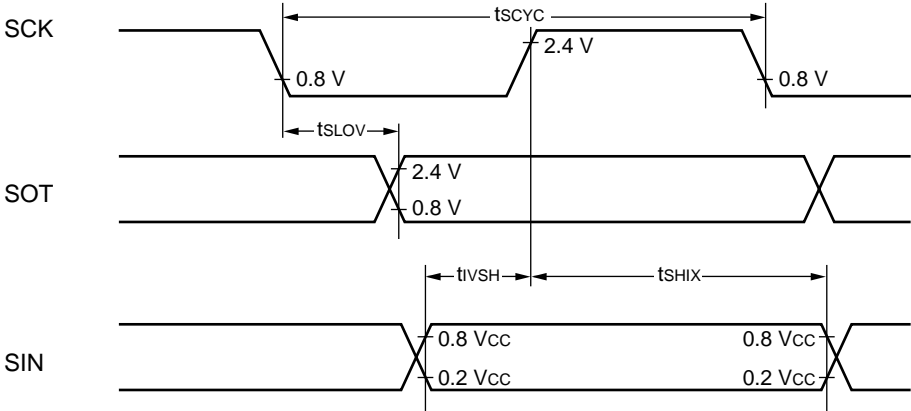 tSCYC
SCK
2.4 V
0.8 V
0.8 V
tSLOV
2.4 V
SOT
0.8 V
tIVSH
tSHIX
0.8 VCC
0.8 VCC
SIN
0.2 VCC
0.2 VCC